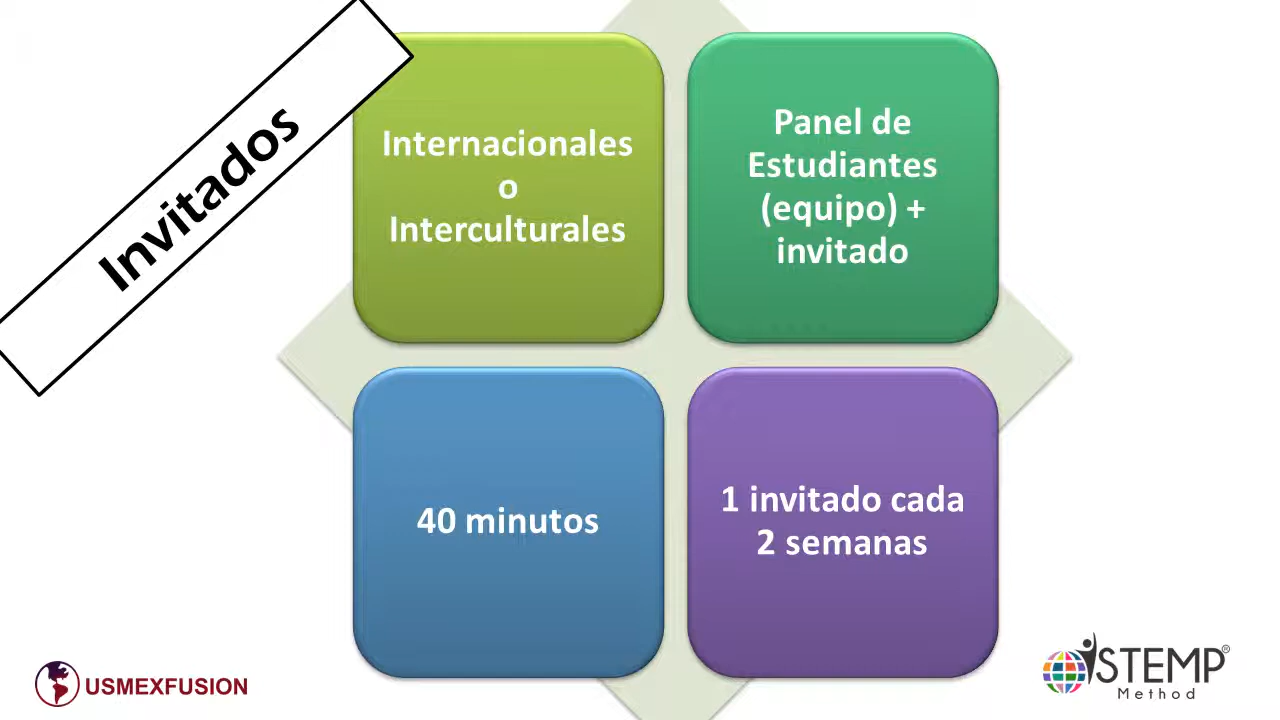 Invitados
Internacionales
o
Interculturales
Panel de
Estudiantes
(equipo) +
invitado
40 minutos
1 invitado cada
2 semanas
USMEXFUSION
STEMP®
Method